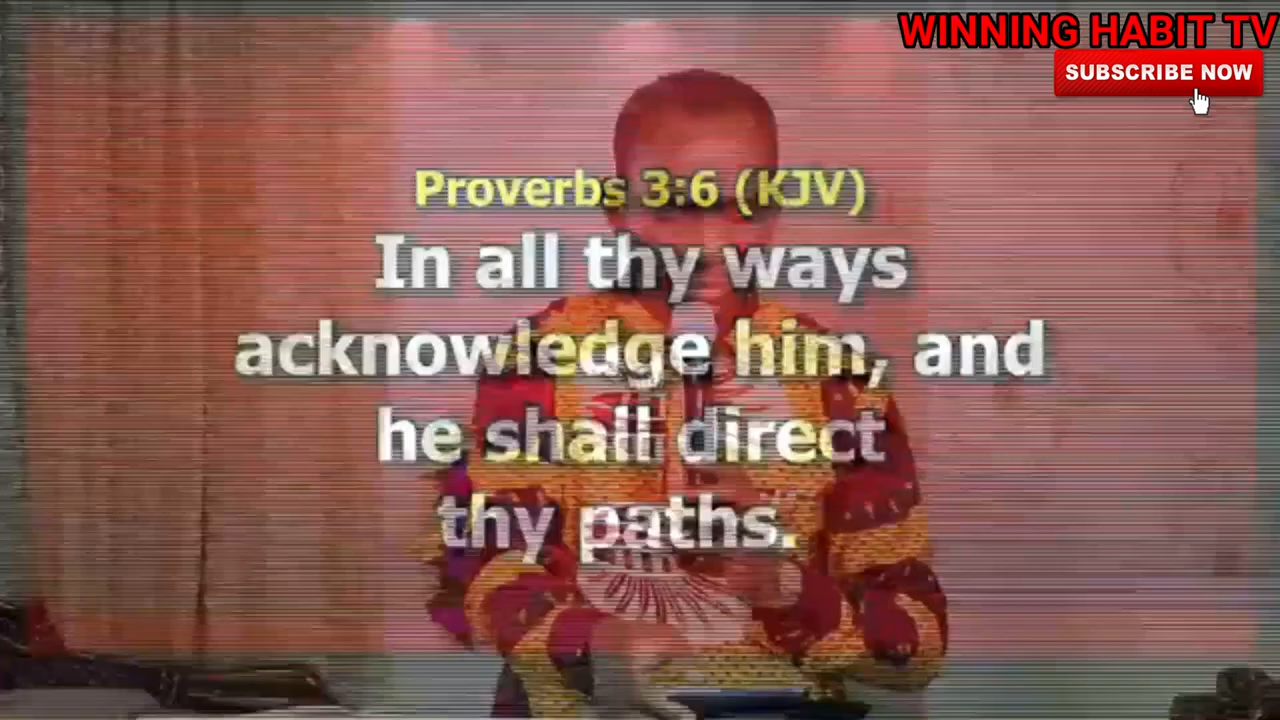 WINNING HABIT TV
SUBSCRIBE NOW
Proverbs 3:6 (KJV)
In all thy ways
acknowledge him, and
he shall direct
thy paths.